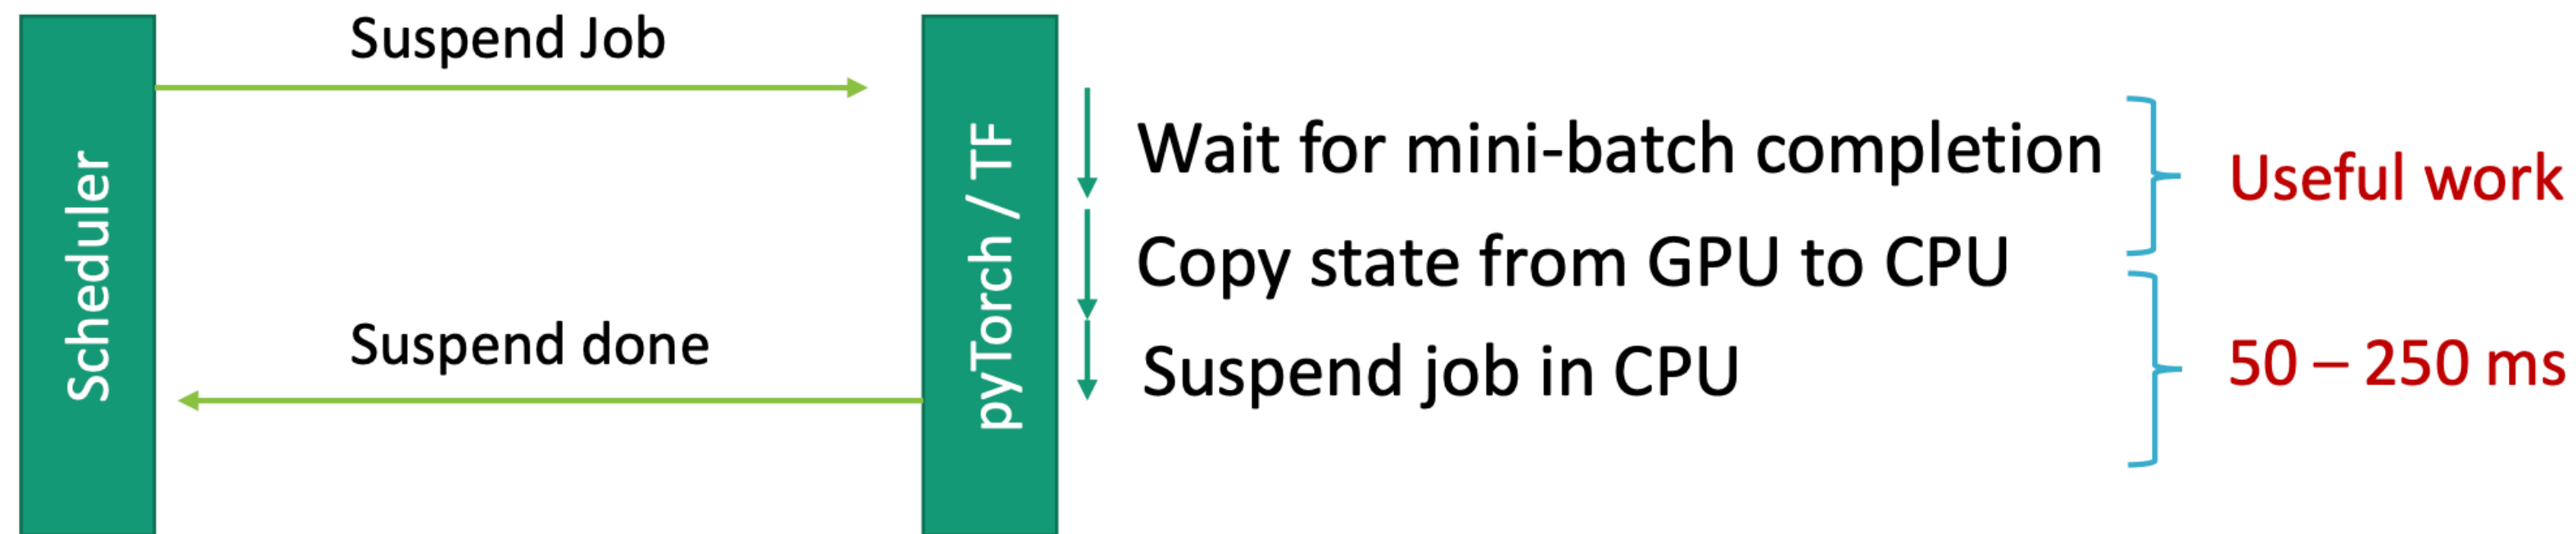 Suspend Job
Scheduler
Suspend done
pyTorch / TF
Wait for mini-batch completion
Copy state from GPU to CPU
Suspend job in CPU
Useful work
50 – 250 ms